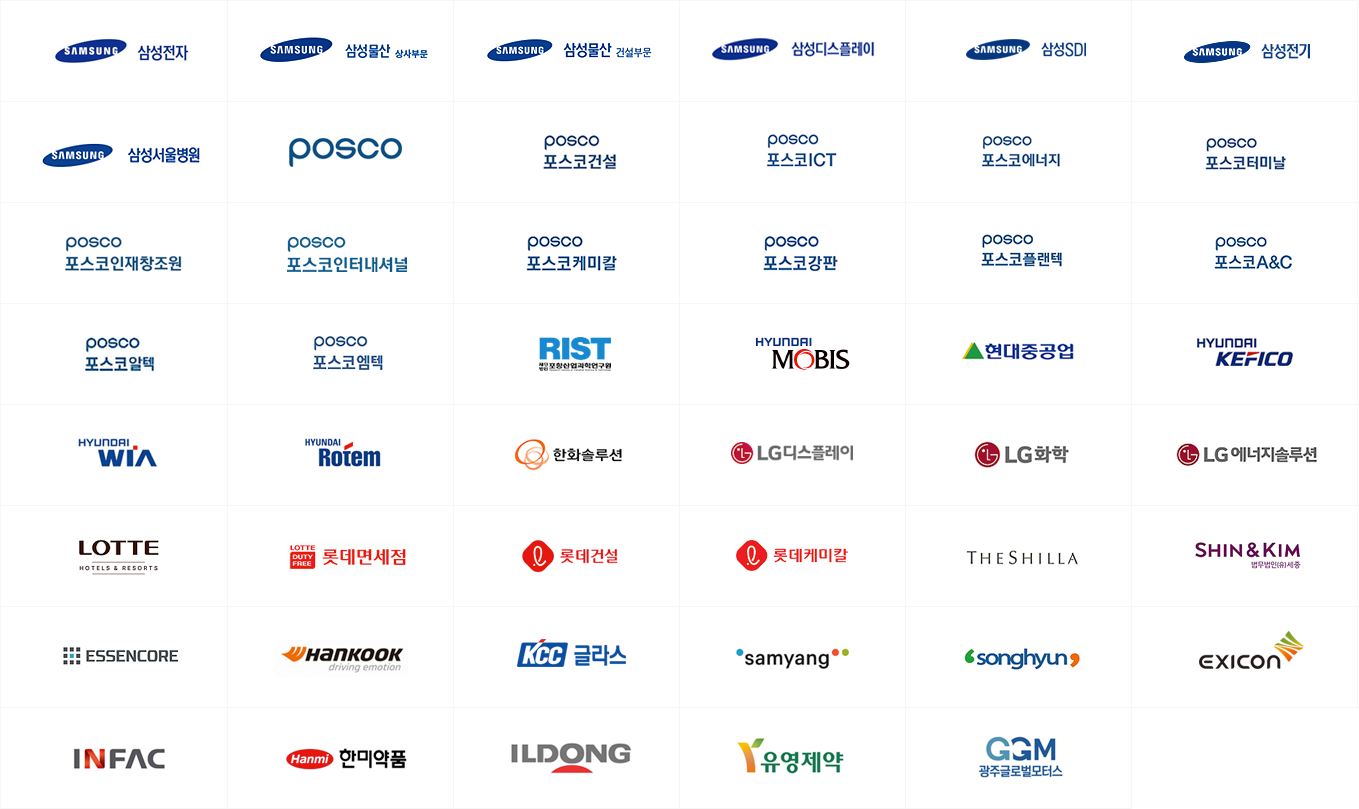 SAMSUNG 삼성전자
SAMSUNG 삼성물산 상사부문
SAMSUNG 삼성물산 건설부문
SAMSUNG 삼성디스플레이
SAMSUNG 삼성SDI
SAMSUNG 삼성전기
SAMSUNG 삼성서울병원
posco
posco
포스코건설
posco
포스코ICT
posco
포스코에너지
posco
포스코터미날
posco
포스코인재창조원
posco
포스코인터내셔널
posco
포스코케미칼
posco
포스코강판
posco
포스코플랜텍
posco
포스코A&C
posco
포스코알텍
posco
포스코엠텍
RIST
재단법인 포항산업과학연구원
HYUNDAI
MOBIS
현대중공업
HYUNDAI
KEFICO
HYUNDAI
WIA
HYUNDAI
Rotem
한화솔루션
LG디스플레이
LG화학
LG에너지솔루션
LOTTE
HOTELS & RESORTS
LOTTE
DUTY
FREE
롯데면세점
롯데건설
롯데케미칼
THE SHILLA
SHIN&KIM
법무법인(유)세종
ESSENCORE
HANKOOK
driving emotion
KCC 글라스
samyang
songhyun
EXICON
INFAC
Hanmi 한미약품
ILDONG
유영제약
GGM
광주글로벌모터스